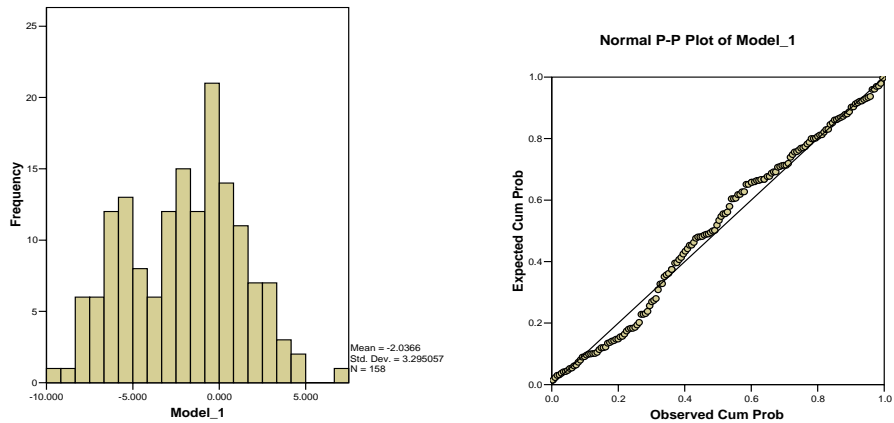 25
20
15
10
5
0
Frequency
-10.000 -5.000 0.000 5.000
Model_1
Mean = -2.0366
Std. Dev. = 3.295057
N = 158
Normal P-P Plot of Model_1
1.0
0.8
0.6
0.4
0.2
0.0
Expected Cum Prob
0.0 0.2 0.4 0.6 0.8 1.0
Observed Cum Prob